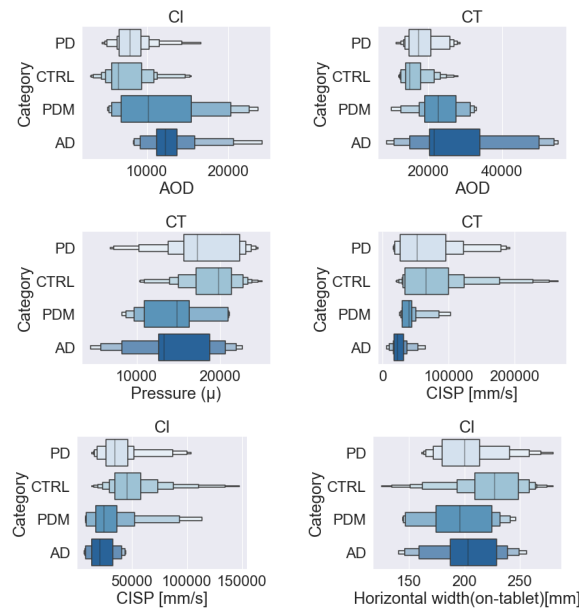 CI
Category
PD
CTRL
PDM
AD
10000 20000
AOD
CT
Category
PD
CTRL
PDM
AD
20000 40000
AOD
CT
Category
PD
CTRL
PDM
AD
10000 20000
Pressure (μ)
CT
Category
PD
CTRL
PDM
AD
0 100000 200000
CISP [mm/s]
CI
Category
PD
CTRL
PDM
AD
50000 100000 150000
CISP [mm/s]
CI
Category
PD
CTRL
PDM
AD
150 200 250
Horizontal width(on-tablet)[mm]